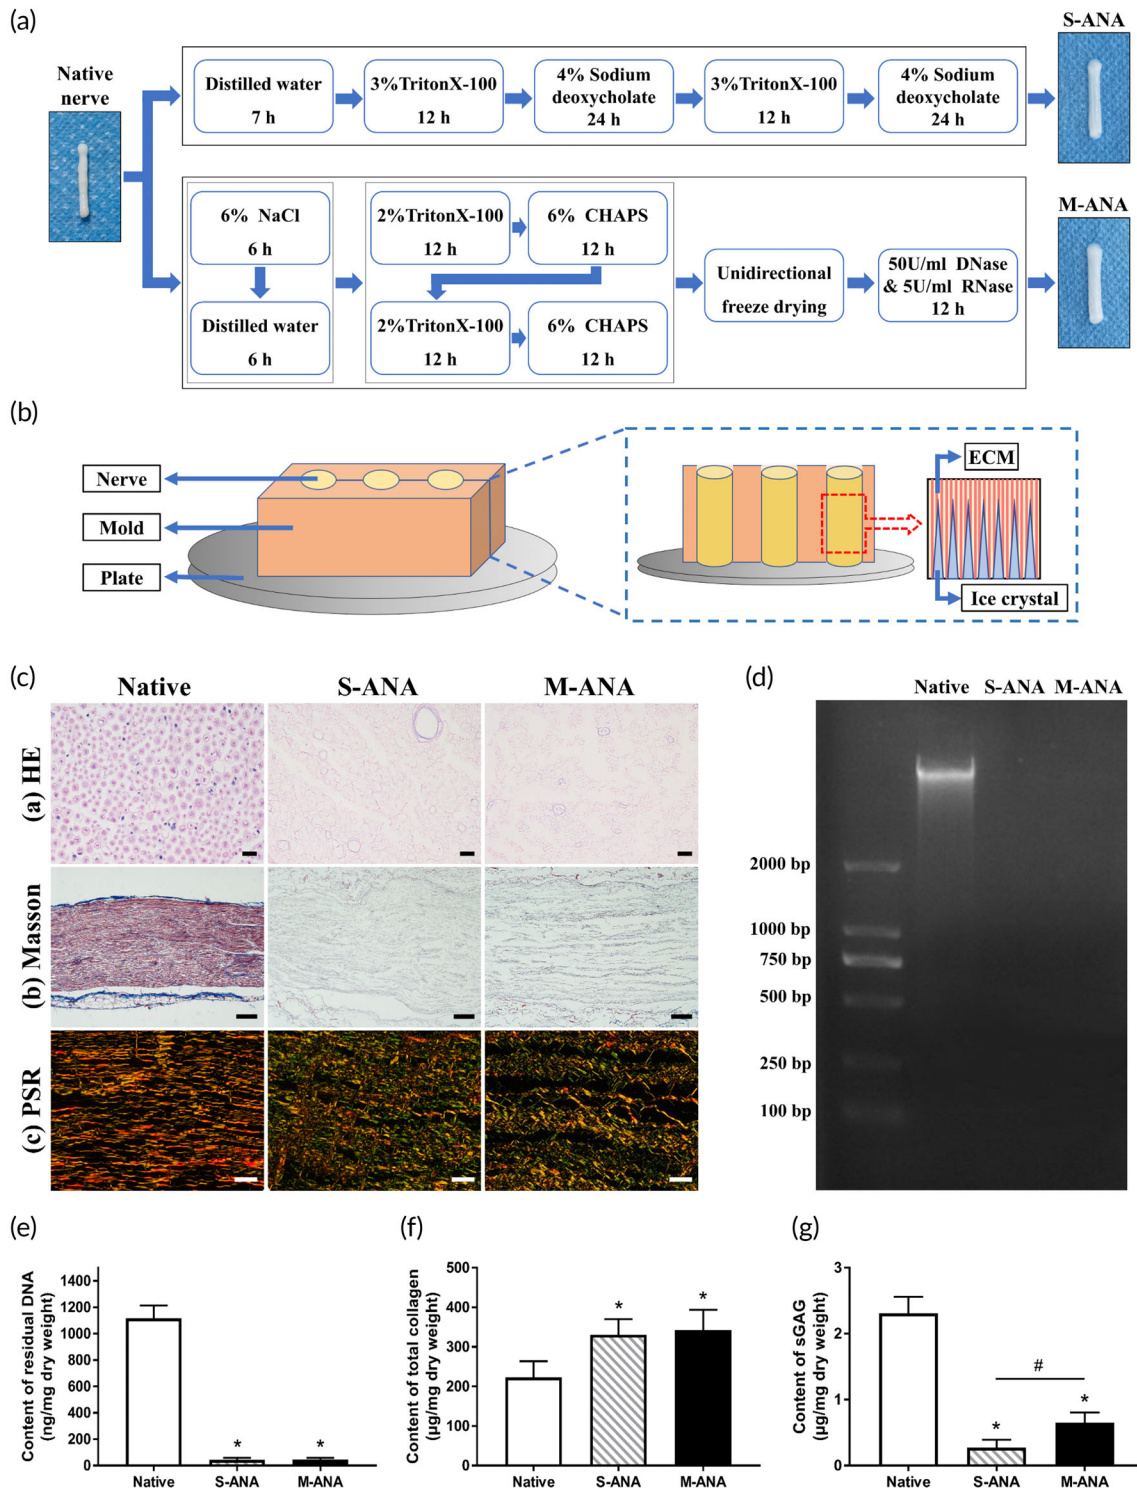 (a)
S-ANA
Native
nerve
Distilled water
7 h
3%TritonX-100
12 h
4% Sodium
deoxycholate
24 h
3%TritonX-100
12 h
4% Sodium
deoxycholate
24 h
M-ANA
6% NaCl
6 h
2%TritonX-100
12 h
6% CHAPS
12 h
Unidirectional
freeze drying
50U/ml DNase
& 5U/ml RNase
12 h
Distilled water
6 h
2%TritonX-100
12 h
6% CHAPS
12 h
(b)
Nerve
Mold
Plate
ECM
Ice crystal
(c)
Native
S-ANA
M-ANA
(a) HE
(b) Masson
(c) PSR
(d)
Native
S-ANA
M-ANA
2000 bp
1000 bp
750 bp
500 bp
250 bp
100 bp
(e)
Content of residual DNA
(ng/mg dry weight)
1400
1200
1000
800
600
400
200
0
*
*
Native
S-ANA
M-ANA
(f)
Content of total collagen
(µg/mg dry weight)
500
400
300
200
100
0
*
*
Native
S-ANA
M-ANA
(g)
Content of sGAG
(µg/mg dry weight)
3
2
1
0
#
*
*
Native
S-ANA
M-ANA